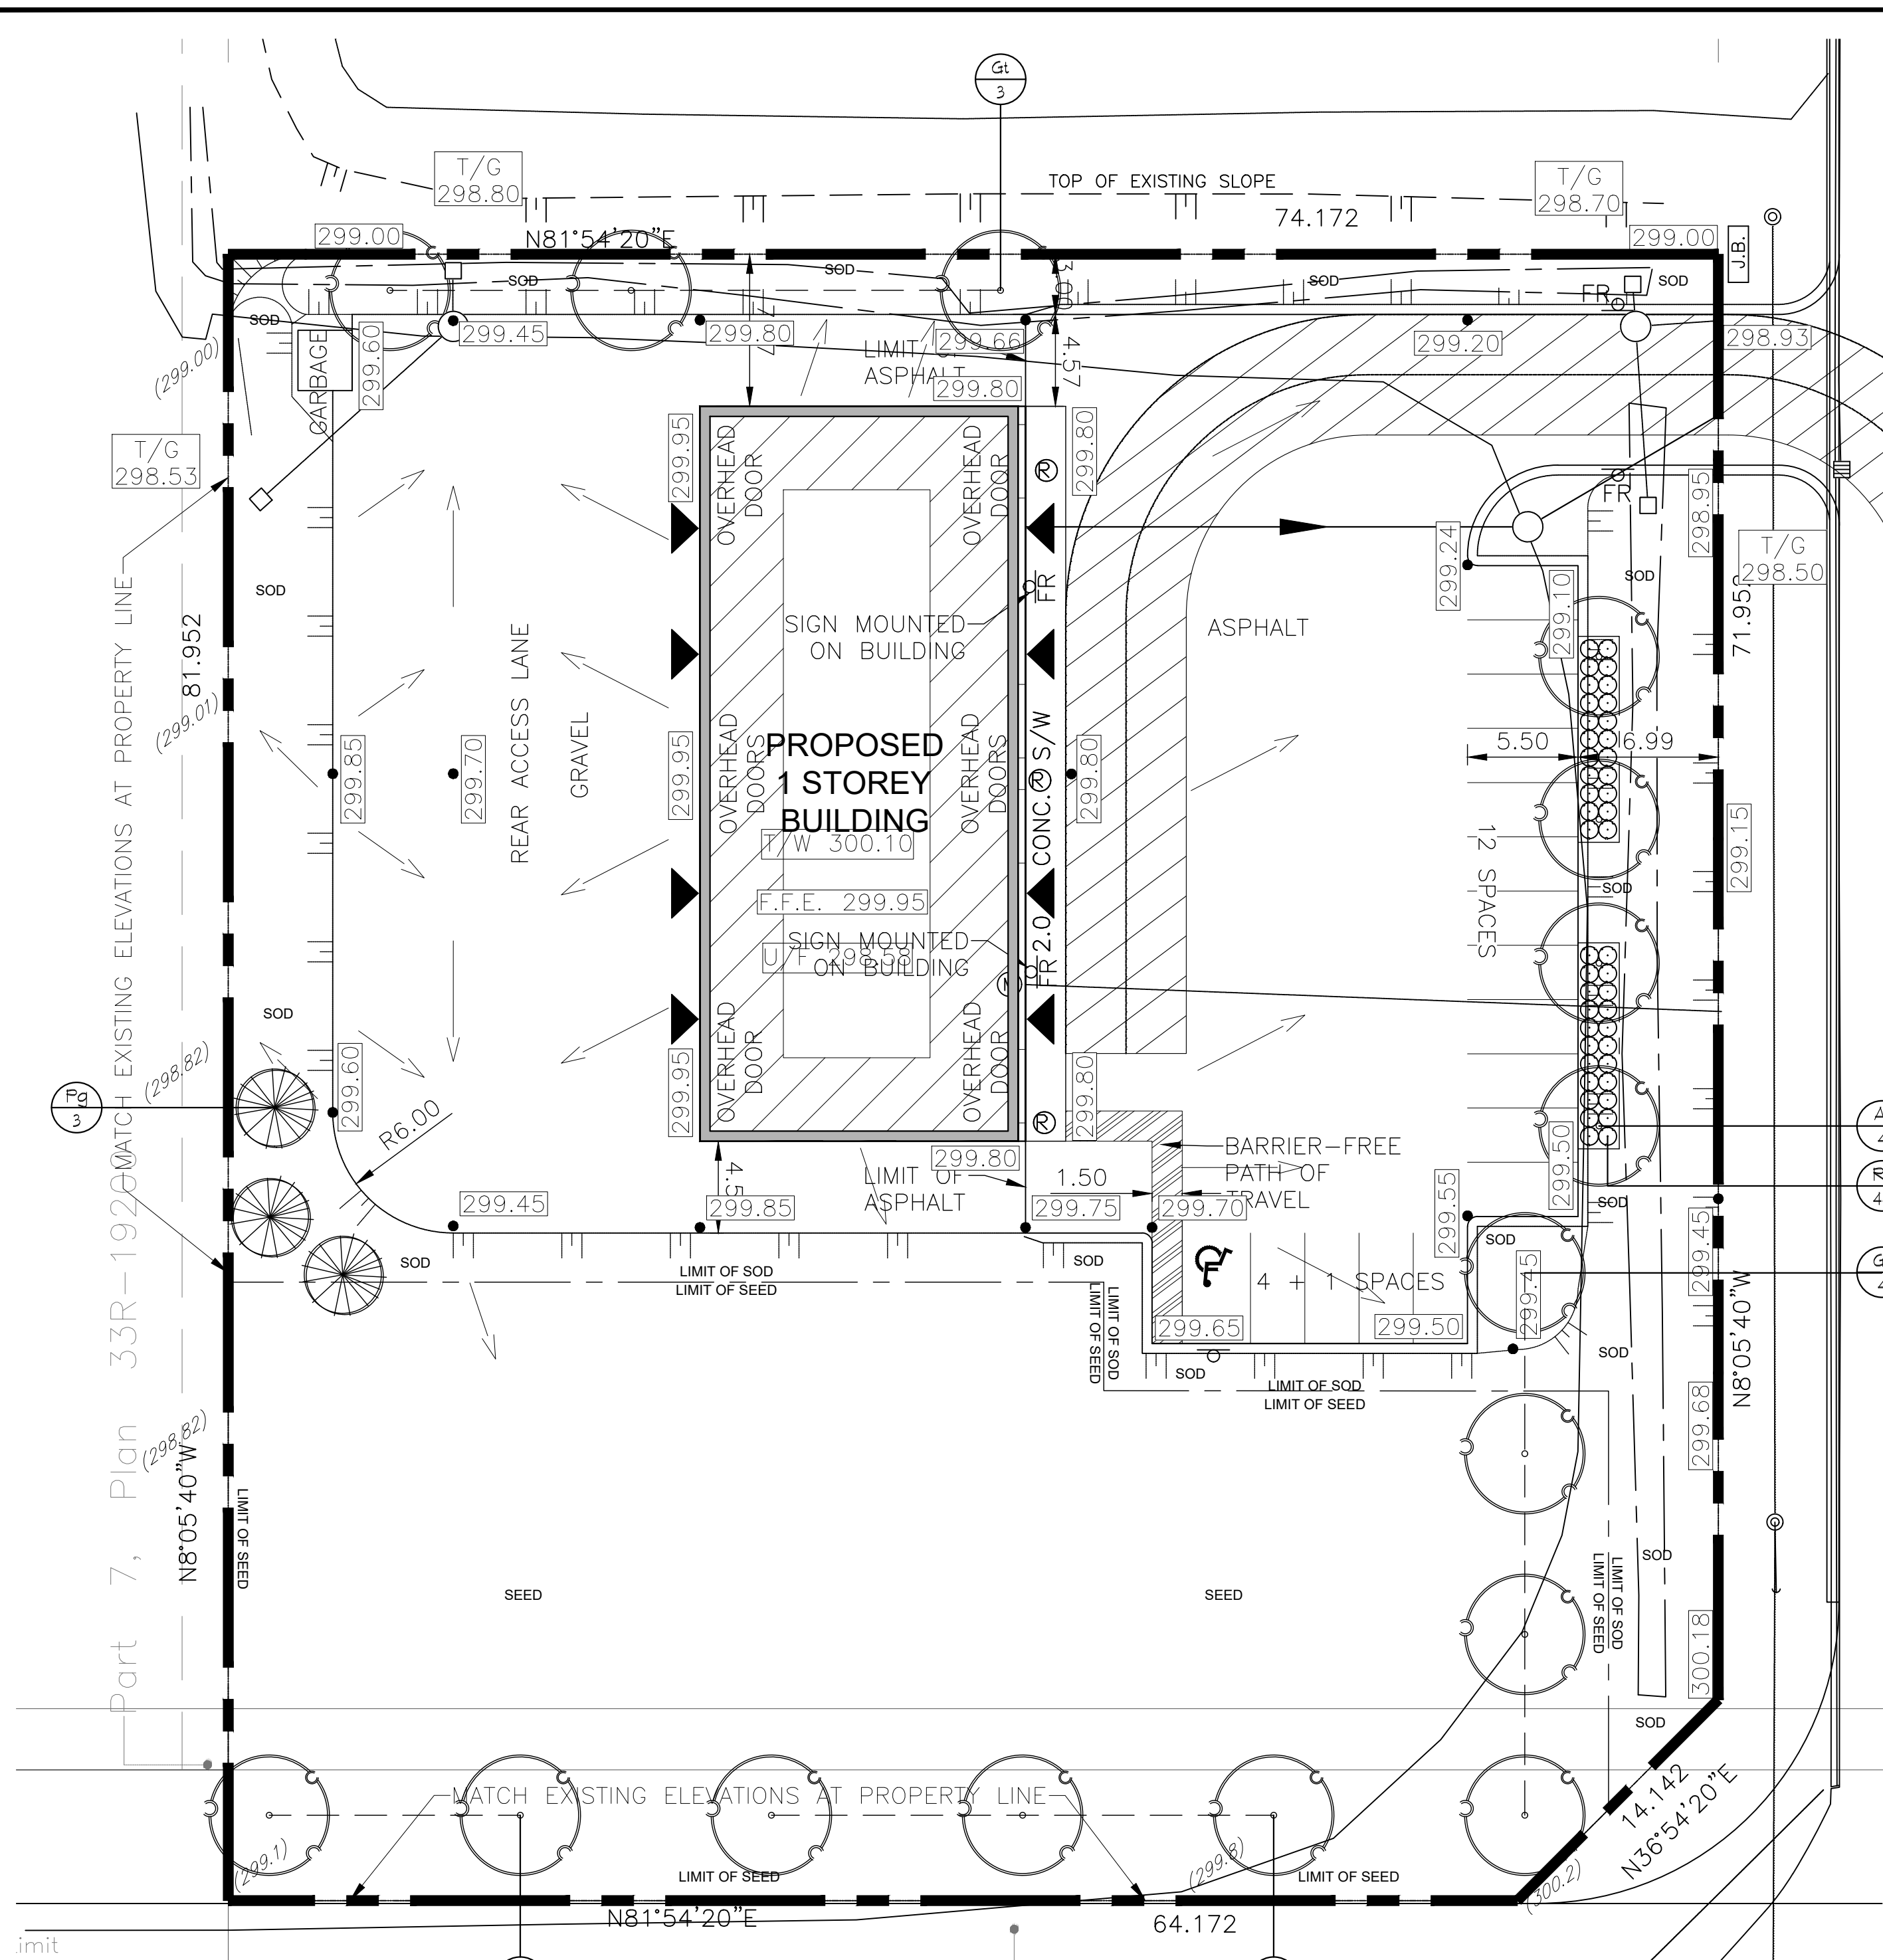 Gt
3
T/G
298.80
TOP OF EXISTING SLOPE
T/G
298.70
74.172
299.00
N81°54'20"E
299.00
J.B.
SOD
SOD
SOD
SOD
3.00
FR
SOD
299.60
299.45
299.80
299.66
299.20
298.93
(299.00)
GARBAGE
LIMIT OF
ASPHALT
4.57
299.80
T/G
298.53
299.95
OVERHEAD
DOOR
OVERHEAD
DOOR
R
299.80
FR
298.95
299.24
T/G
298.50
SOD
SOD
299.10
71.952
81.952
FR
SIGN MOUNTED
ON BUILDING
ASPHALT
MATCH EXISTING ELEVATIONS AT PROPERTY LINE
(299.01)
REAR ACCESS LANE
GRAVEL
299.85
299.70
299.95
OVERHEAD
DOORS
PROPOSED
1 STOREY
BUILDING
OVERHEAD
DOORS
R
2.0 CONC. S/W
299.80
5.50
6.99
12 SPACES
299.15
T/W 300.10
F.F.E. 299.95
U/F 298.58
SIGN MOUNTED
ON BUILDING
FR
M
SOD
SOD
(298.82)
299.60
299.95
OVERHEAD
DOOR
OVERHEAD
DOOR
299.80
R
3
R6.00
299.80
LIMIT OF
ASPHALT
BARRIER-FREE
PATH OF
TRAVEL
1.50
299.50
299.55
4
4
SOD
299.45
299.85
299.75
299.70
299.45
SOD
SOD
SOD
LIMIT OF SOD
LIMIT OF SEED
4 + 1 SPACES
299.45
299.65
299.50
LIMIT OF SOD
LIMIT OF SEED
SOD
SOD
N8°05'40"W
LIMIT OF SOD
LIMIT OF SEED
299.68
Part 7, Plan 33R-19200
(298.82)
N8°05'40"W
LIMIT OF SEED
SEED
SEED
SOD
LIMIT OF SOD
LIMIT OF SEED
300.18
SOD
MATCH EXISTING ELEVATIONS AT PROPERTY LINE
14.142
N36°54'20"E
(299.1)
(299.8)
(300.2)
LIMIT OF SEED
LIMIT OF SEED
N81°54'20"E
64.172